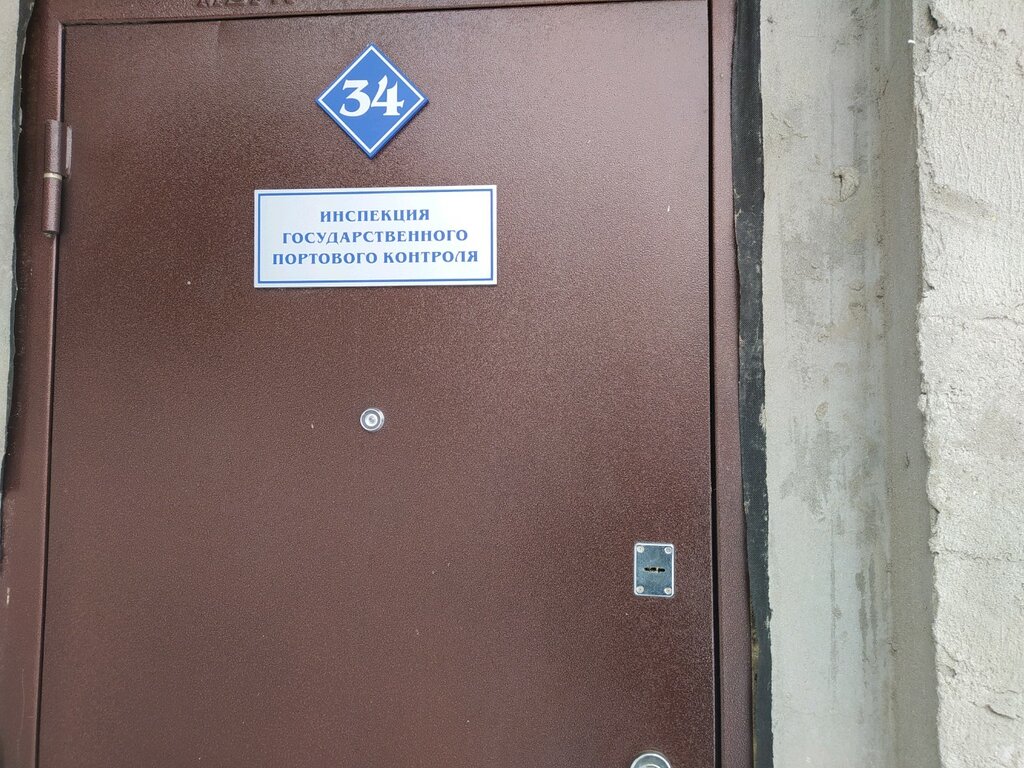 34
ИНСПЕКЦИЯ
ГОСУДАРСТВЕННОГО
ПОРТОВОГО КОНТРОЛЯ